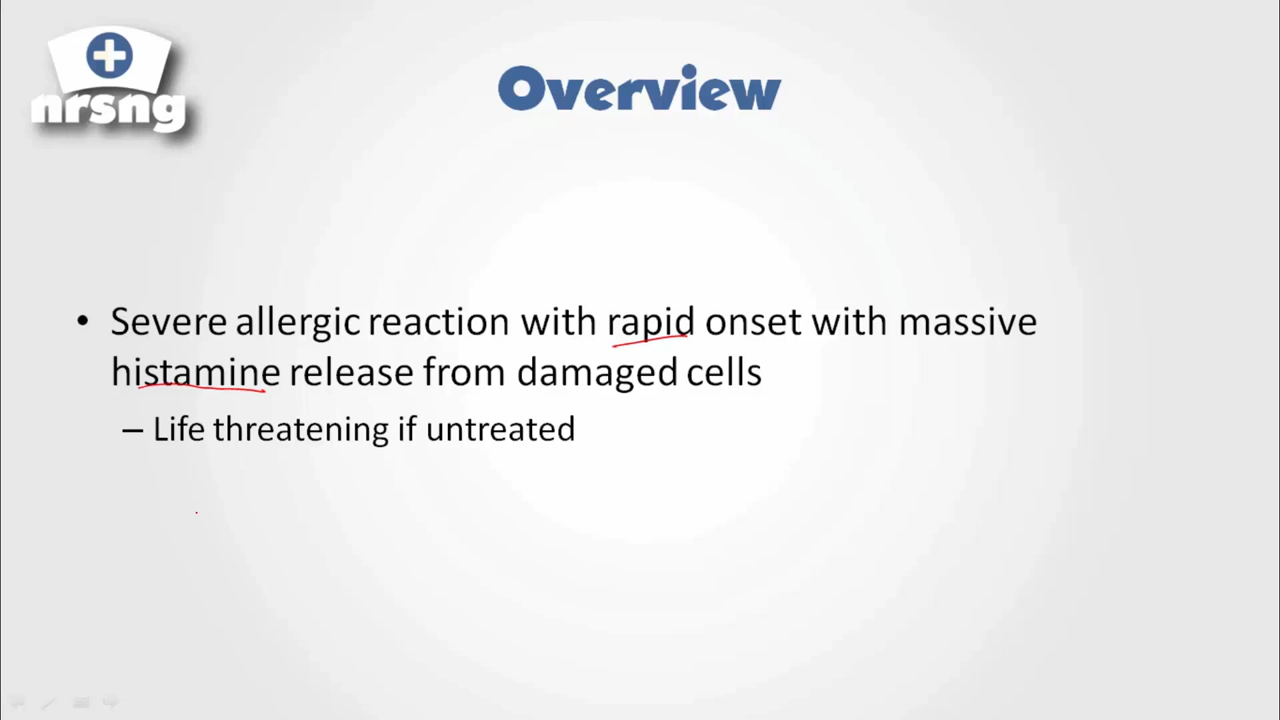 nrsng
Overview
• Severe allergic reaction with rapid onset with massive
histamine release from damaged cells
– Life threatening if untreated